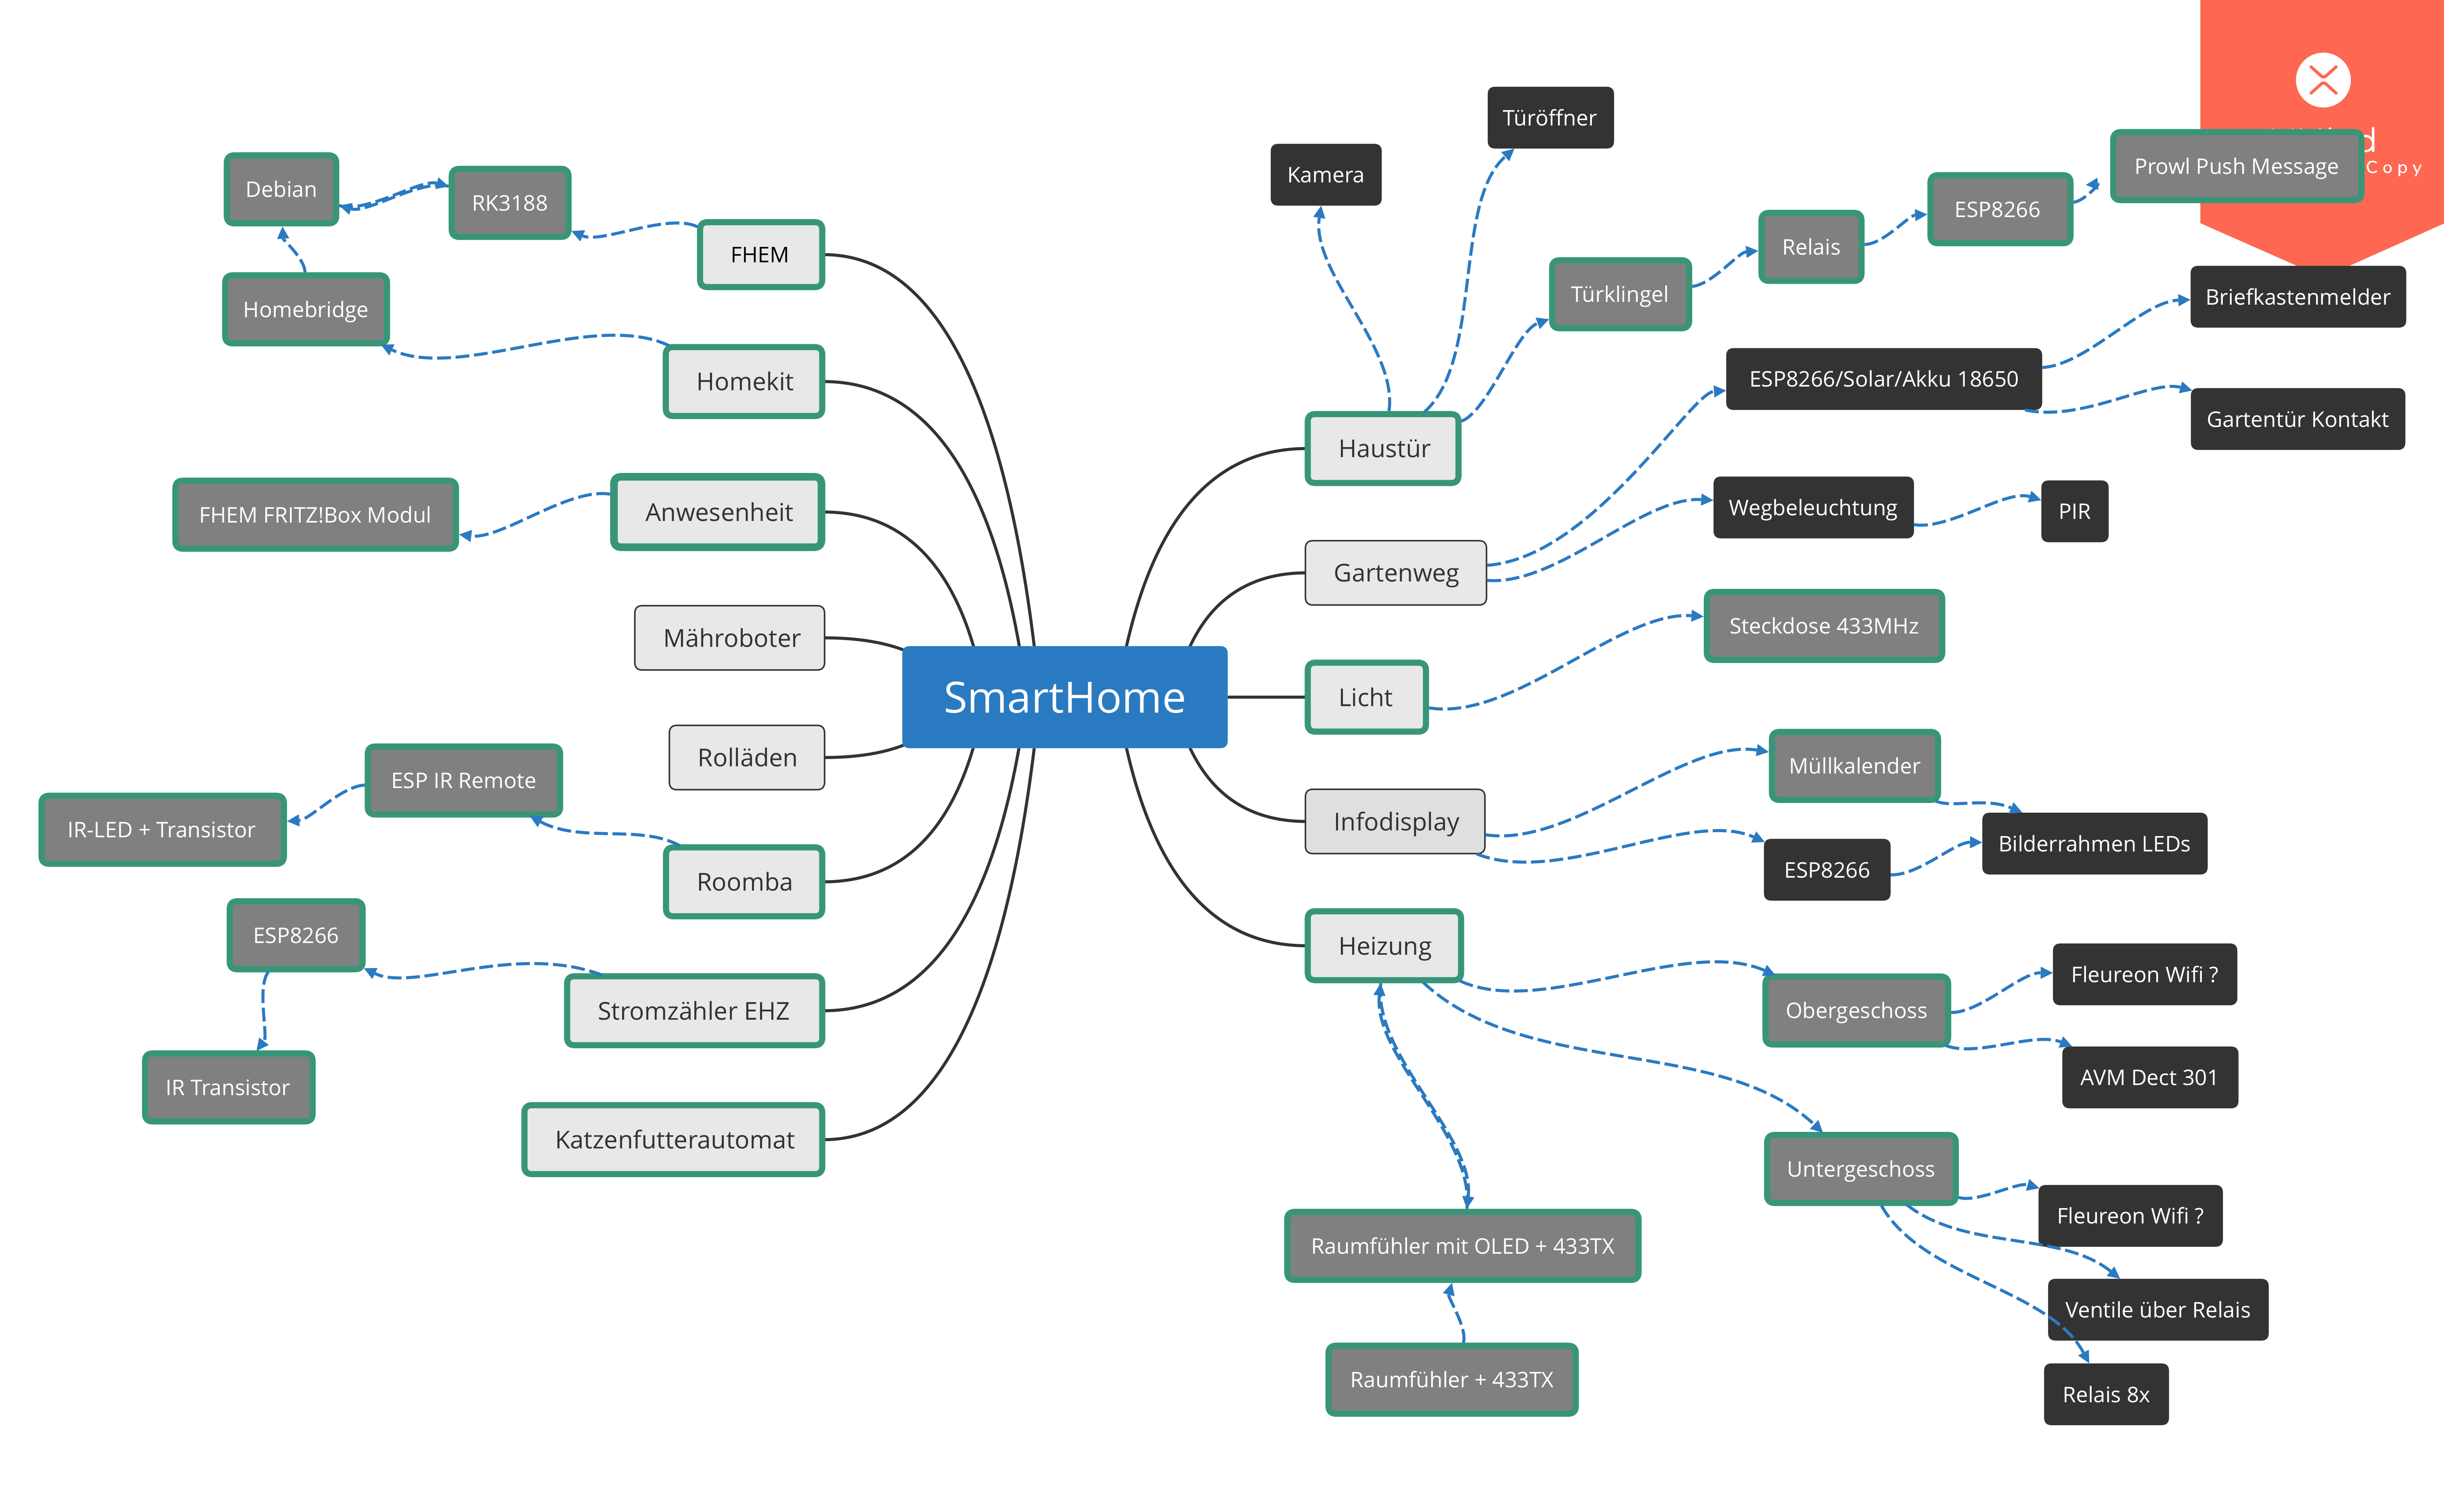 Türöffner
Kamera
Debian
RK3188
Prowl Push Message
Copy
ESP8266
Relais
FHEM
Türklingel
Homebridge
Briefkastenmelder
Homekit
ESP8266/Solar/Akku 18650
Gartentür Kontakt
Haustür
FHEM FRITZ!Box Modul
Anwesenheit
Wegbeleuchtung
PIR
Gartenweg
Mähroboter
Steckdose 433MHz
SmartHome
Licht
Rolläden
ESP IR Remote
Müllkalender
IR-LED + Transistor
Infodisplay
Bilderrahmen LEDs
ESP8266
Roomba
ESP8266
Heizung
Fleureon Wifi ?
Stromzähler EHZ
Obergeschoss
AVM Dect 301
IR Transistor
Katzenfutterautomat
Untergeschoss
Fleureon Wifi ?
Raumfühler mit OLED + 433TX
Ventile über Relais
Raumfühler + 433TX
Relais 8x